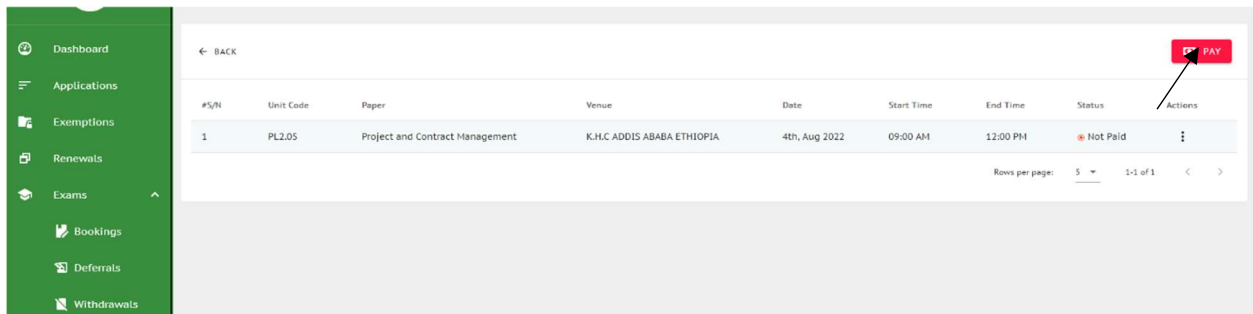 Dashboard
← BACK
PAY
Applications
#S/N Unit Code Paper Venue Date Start Time End Time Status Actions
Exemptions
1 PL2.05 Project and Contract Management K.H.C ADDIS ABABA ETHIOPIA 4th, Aug 2022 09:00 AM 12:00 PM Not Paid
Renewals
Rows per page: 5 1-1 of 1
Exams
Bookings
Deferrals
Withdrawals